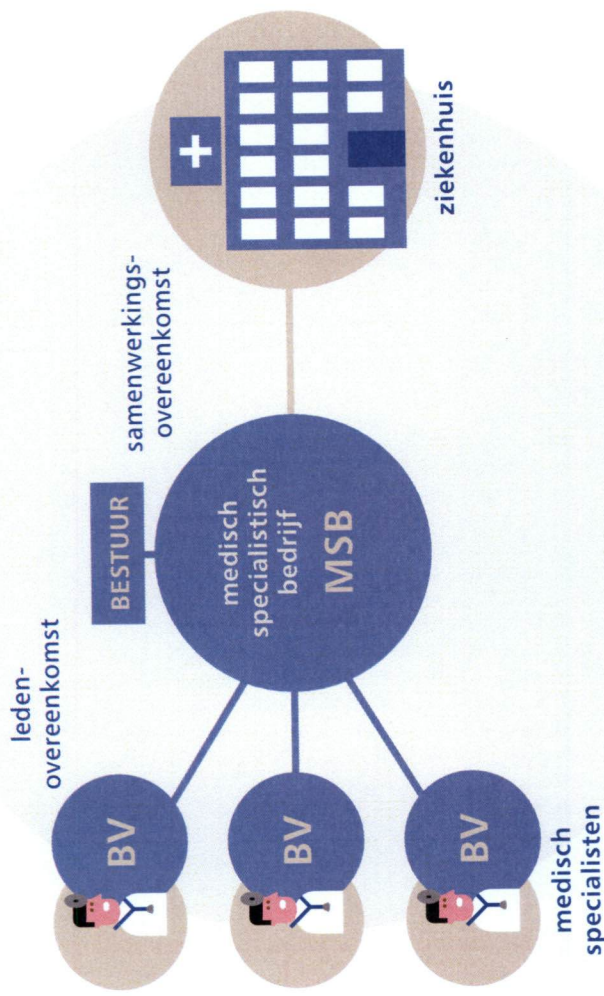 leden-
overeenkomst
BESTUUR
samenwerkings-
overeenkomst
BV
BV
BV
medisch
specialistisch
bedrijf
MSB
medisch
specialisten
ziekenhuis